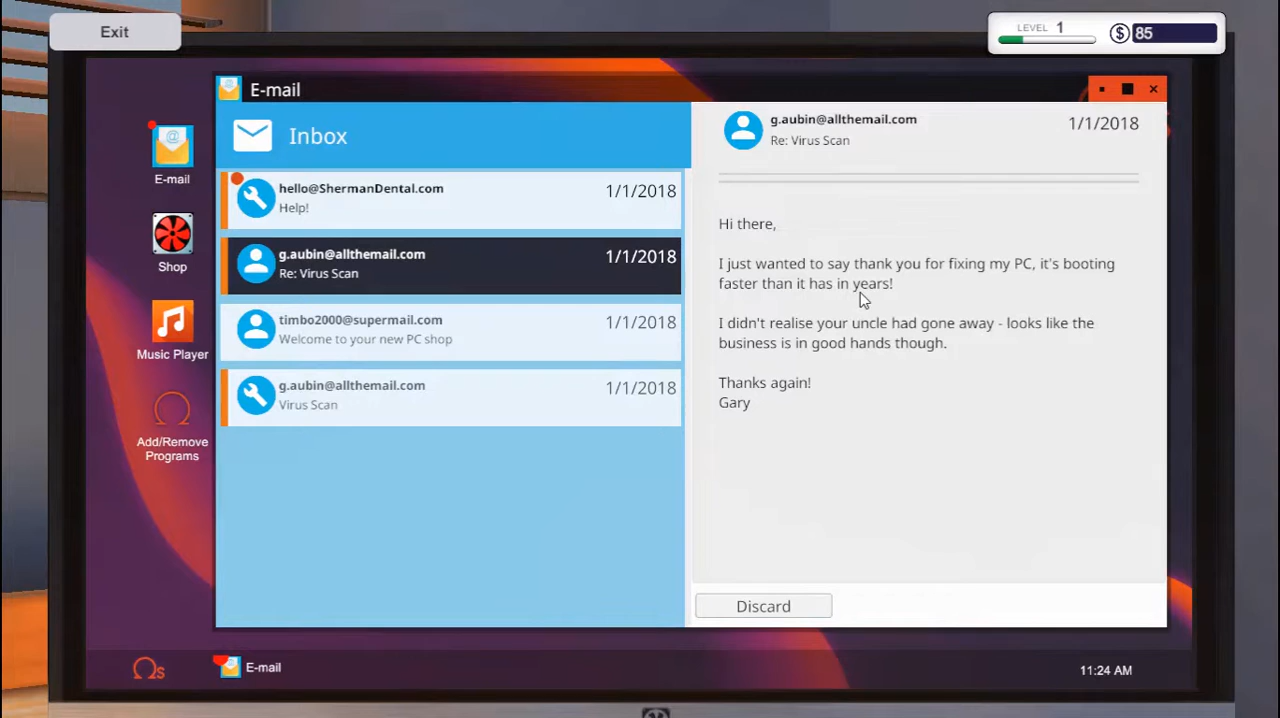 Exit
LEVEL 1
$ 85
E-mail
Inbox
g.aubin@allthemail.com
1/1/2018
Re: Virus Scan
E-mail
hello@ShermanDental.com
1/1/2018
Help!
Shop
g.aubin@allthemail.com
1/1/2018
Re: Virus Scan
Music Player
timbo2000@supermail.com
1/1/2018
Welcome to your new PC shop
Add/Remove
Programs
g.aubin@allthemail.com
1/1/2018
Virus Scan
Hi there,
I just wanted to say thank you for fixing my PC, it's booting
faster than it has in years!
I didn't realise your uncle had gone away - looks like the
business is in good hands though.
Thanks again!
Gary
Discard
Ωs
E-mail
11:24 AM